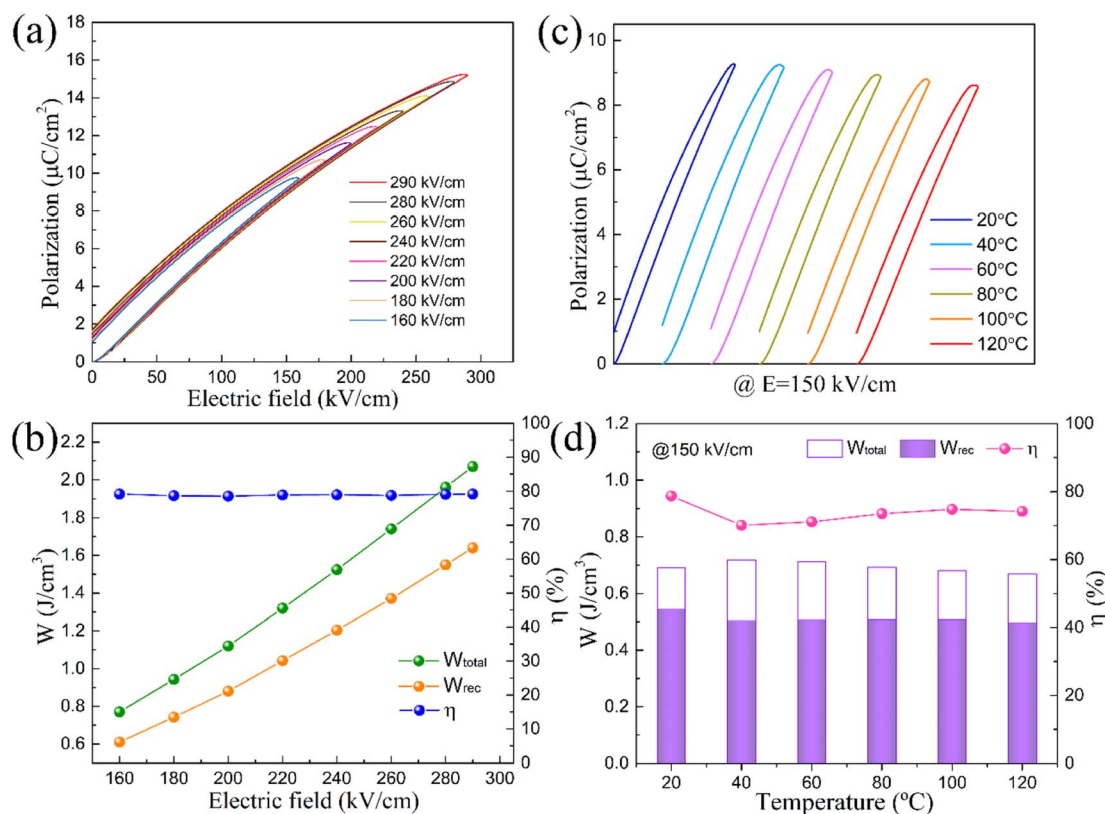 (a)
Polarization (μC/cm2)
18
16
14
12
10
8
6
4
2
0
290 kV/cm
280 kV/cm
260 kV/cm
240 kV/cm
220 kV/cm
200 kV/cm
180 kV/cm
160 kV/cm
0 50 100 150 200 250 300
Electric field (kV/cm)
(c)
Polarization (μC/cm2)
10
8
6
4
2
0
20°C
40°C
60°C
80°C
100°C
120°C
@ E=150 kV/cm
(b)
W (J/cm3)
2.2
2.0
1.8
1.6
1.4
1.2
1.0
0.8
0.6
Wtotal
Wrec
η
100
90
80
70
60
50
40
30
20
10
0
η (%)
160 180 200 220 240 260 280 300
Electric field (kV/cm)
(d)
W (J/cm3)
1.2
1.0
0.8
0.6
0.4
0.2
0.0
@150 kV/cm
Wtotal Wrec η
100
80
60
40
20
0
η (%)
20 40 60 80 100 120
Temperature (ºC)